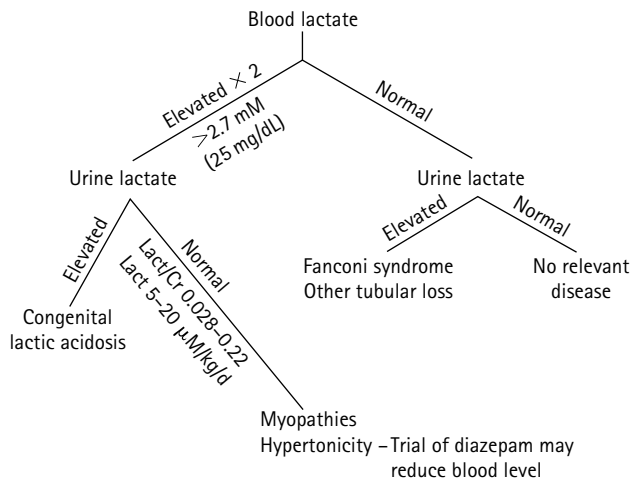 Blood lactate
Elevated × 2
>2.7 mM
(25 mg/dL)
Normal
Urine lactate
Urine lactate
Elevated
Normal
Lact/Cr 0.028–0.22
Lact 5–20 μM/kg/d
Elevated
Normal
Congenital
lactic acidosis
Fanconi syndrome
Other tubular loss
No relevant
disease
Myopathies
Hypertonicity – Trial of diazepam may
reduce blood level